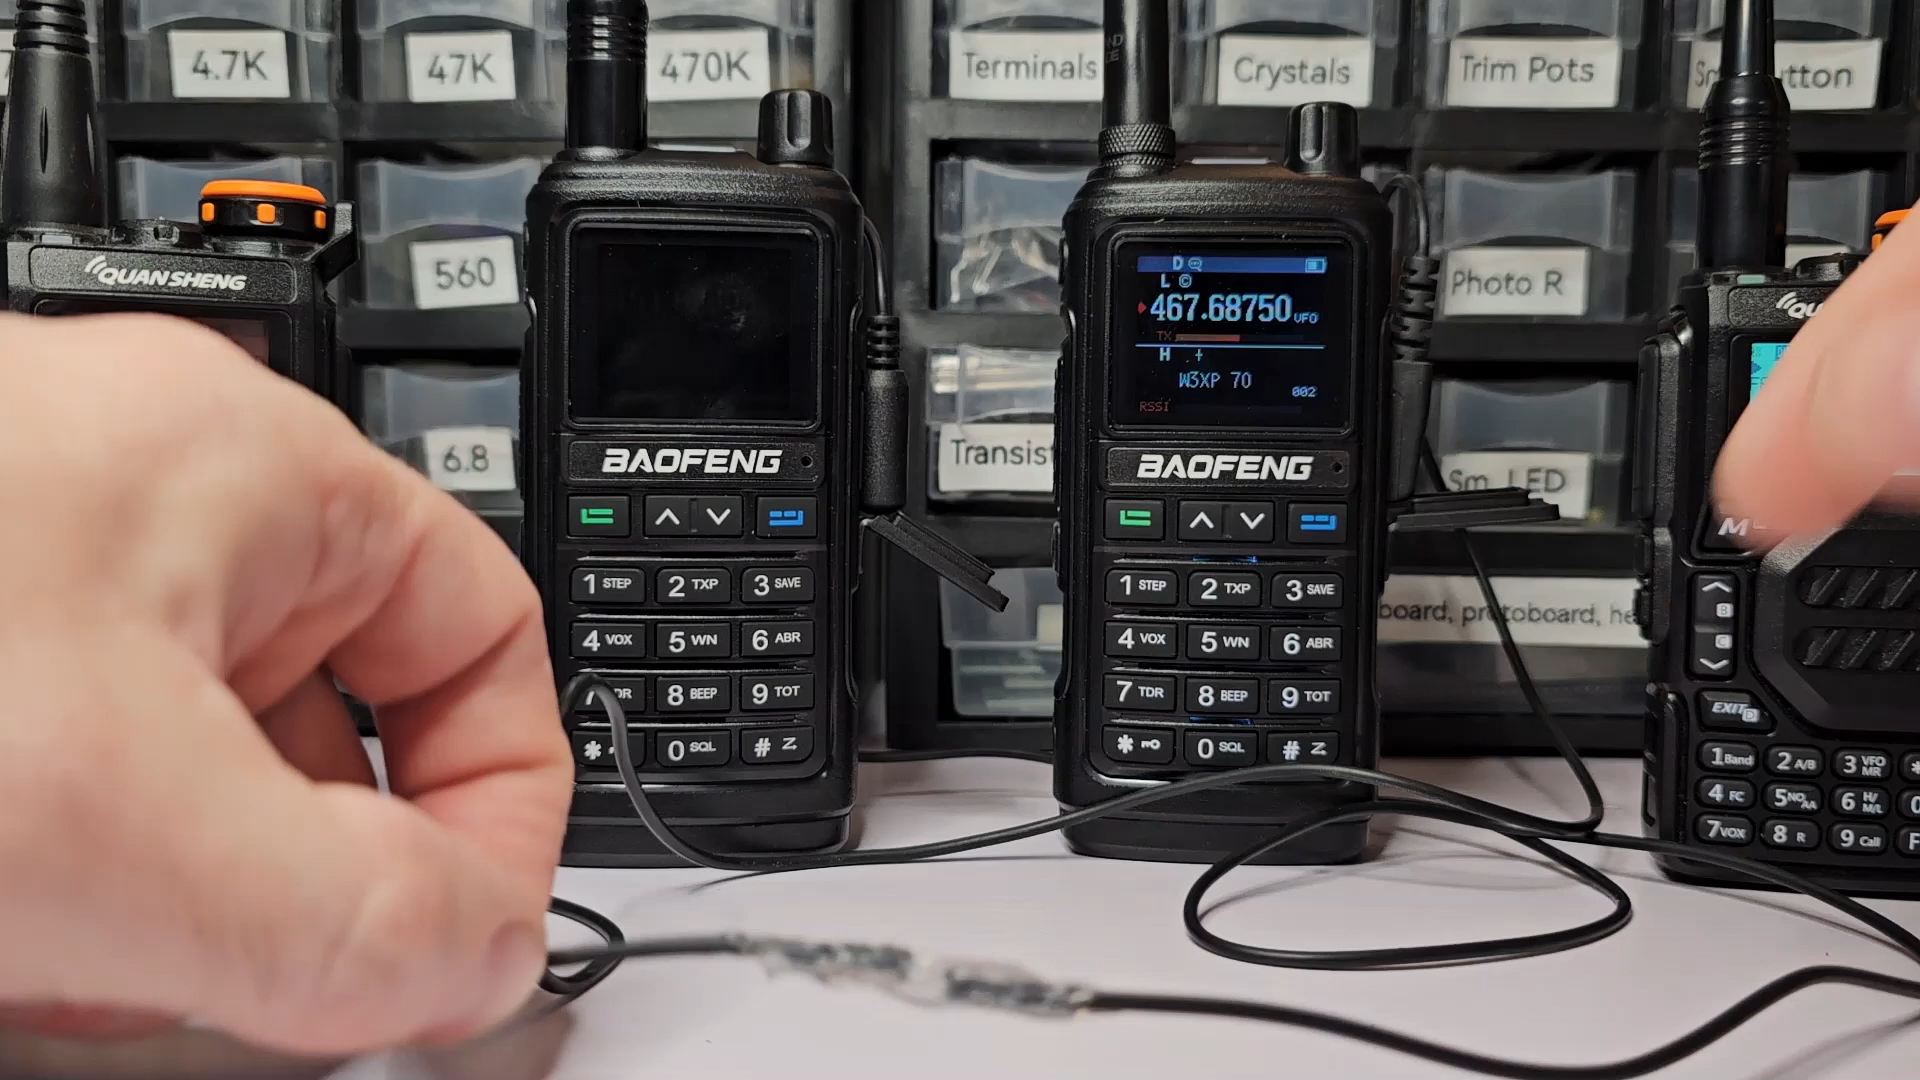 4.7K
47K
470K
Terminals
Crystals
Trim Pots
560
Photo R
6.8
Sm LED
QUANSHENG
BAOFENG
1 STEP 2 TXP 3 SAVE
4 VOX 5 WN 6 ABR
8 BEEP 9 TOT
* 0 SQL #
D
L ©
467.68750 VFO
TX
H +
W3XP 70 002
RSSI
BAOFENG
1 STEP 2 TXP 3 SAVE
4 VOX 5 WN 6 ABR
7 TDR 8 BEEP 9 TOT
* 0 SQL #
board, protoboard, he
M
B
C
EXIT D
1 Band 2 A/B 3 VFO MR *
4 FC 5 NOAA 6 H/M/L 0
7 VOX 8 R 9 Call F